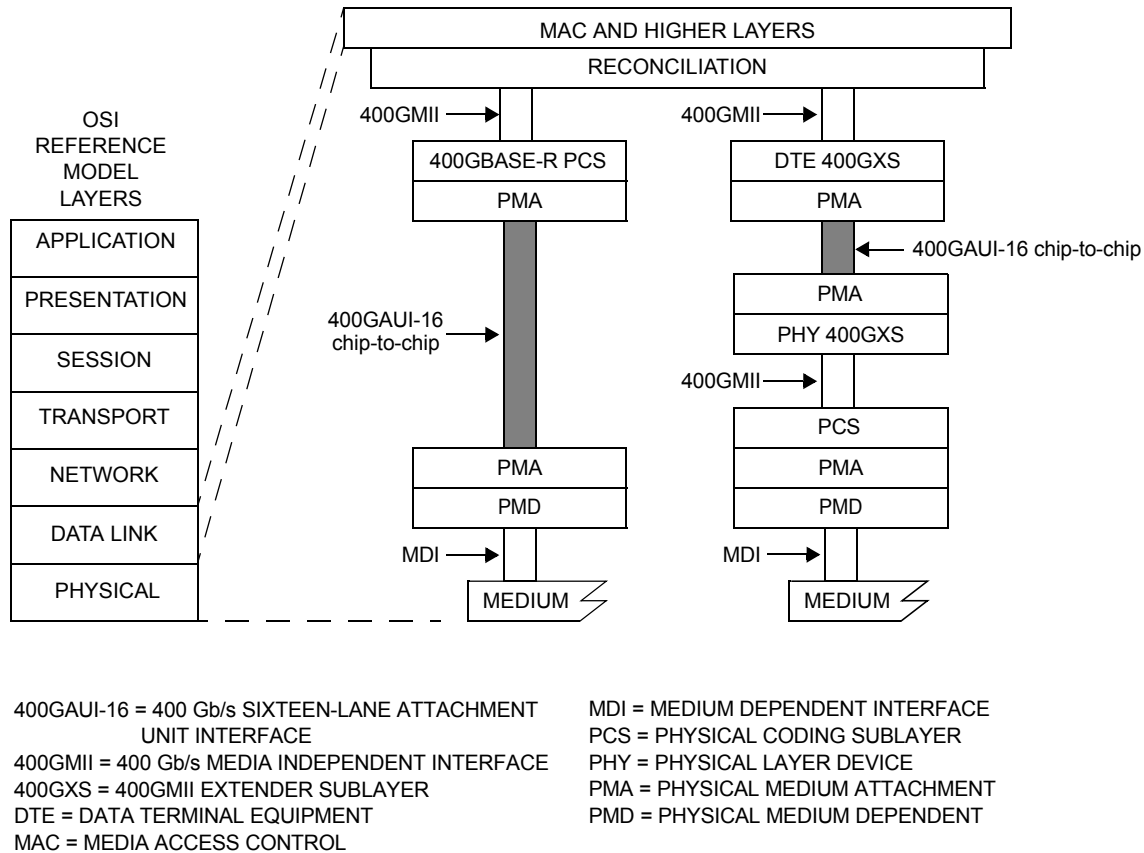 MAC AND HIGHER LAYERS
RECONCILIATION
OSI
REFERENCE
MODEL
LAYERS
APPLICATION
PRESENTATION
SESSION
TRANSPORT
NETWORK
DATA LINK
PHYSICAL
400GMII
400GBASE-R PCS
PMA
400GAUI-16
chip-to-chip
PMA
PMD
MDI
MEDIUM
400GMII
DTE 400GXS
PMA
400GAUI-16 chip-to-chip
PMA
PHY 400GXS
400GMII
PCS
PMA
PMD
MDI
MEDIUM
400GAUI-16 = 400 Gb/s SIXTEEN-LANE ATTACHMENT
UNIT INTERFACE
400GMII = 400 Gb/s MEDIA INDEPENDENT INTERFACE
400GXS = 400GMII EXTENDER SUBLAYER
DTE = DATA TERMINAL EQUIPMENT
MAC = MEDIA ACCESS CONTROL
MDI = MEDIUM DEPENDENT INTERFACE
PCS = PHYSICAL CODING SUBLAYER
PHY = PHYSICAL LAYER DEVICE
PMA = PHYSICAL MEDIUM ATTACHMENT
PMD = PHYSICAL MEDIUM DEPENDENT